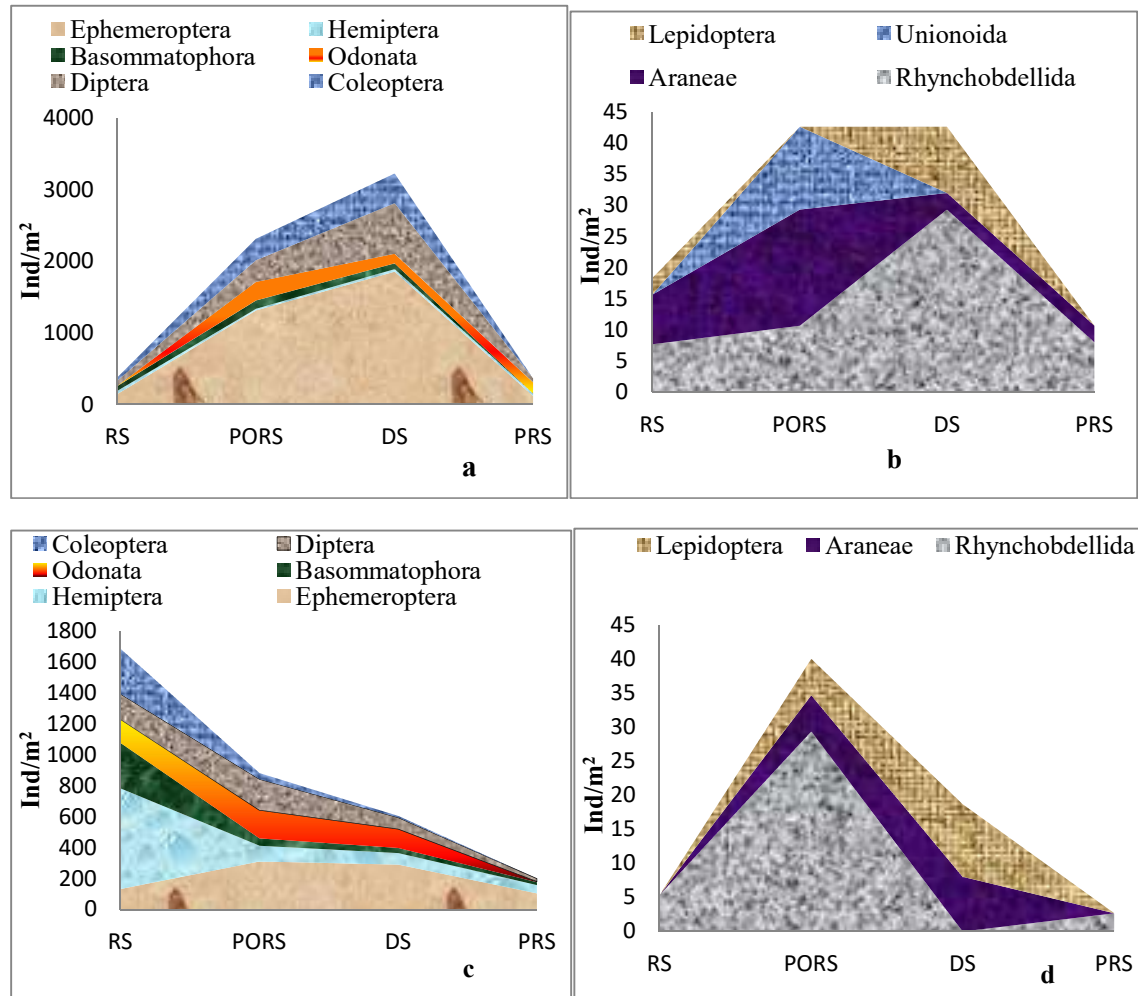 Ephemeroptera Hemiptera
Basommatophora Odonata
Diptera Coleoptera
4000
3000
2000
1000
0
Ind/m²
RS PORS DS PRS
a
Lepidoptera Unionoida
Araneae Rhynchobdellida
45
40
35
30
25
20
15
10
5
0
Ind/m²
RS PORS DS PRS
b
Coleoptera Diptera
Odonata Basommatophora
Hemiptera Ephemeroptera
1800
1600
1400
1200
1000
800
600
400
200
0
Ind/m²
RS PORS DS PRS
c
Lepidoptera Araneae Rhynchobdellida
45
40
35
30
25
20
15
10
5
0
Ind/m²
RS PORS DS PRS
d